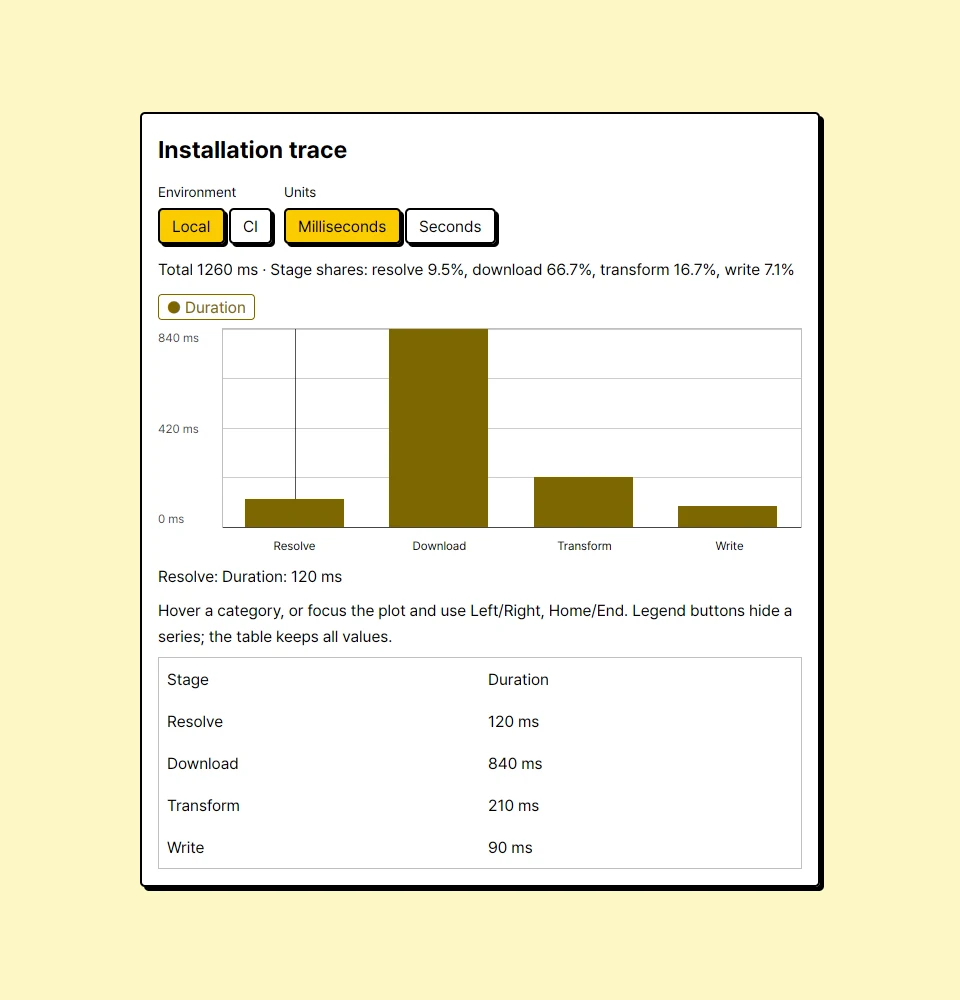 Installation trace
Environment Units
Local CI Milliseconds Seconds
Total 1260 ms · Stage shares: resolve 9.5%, download 66.7%, transform 16.7%, write 7.1%
Duration
840 ms
420 ms
0 ms
Resolve Download Transform Write
Resolve: Duration: 120 ms
Hover a category, or focus the plot and use Left/Right, Home/End. Legend buttons hide a
series; the table keeps all values.
Stage Duration
Resolve 120 ms
Download 840 ms
Transform 210 ms
Write 90 ms